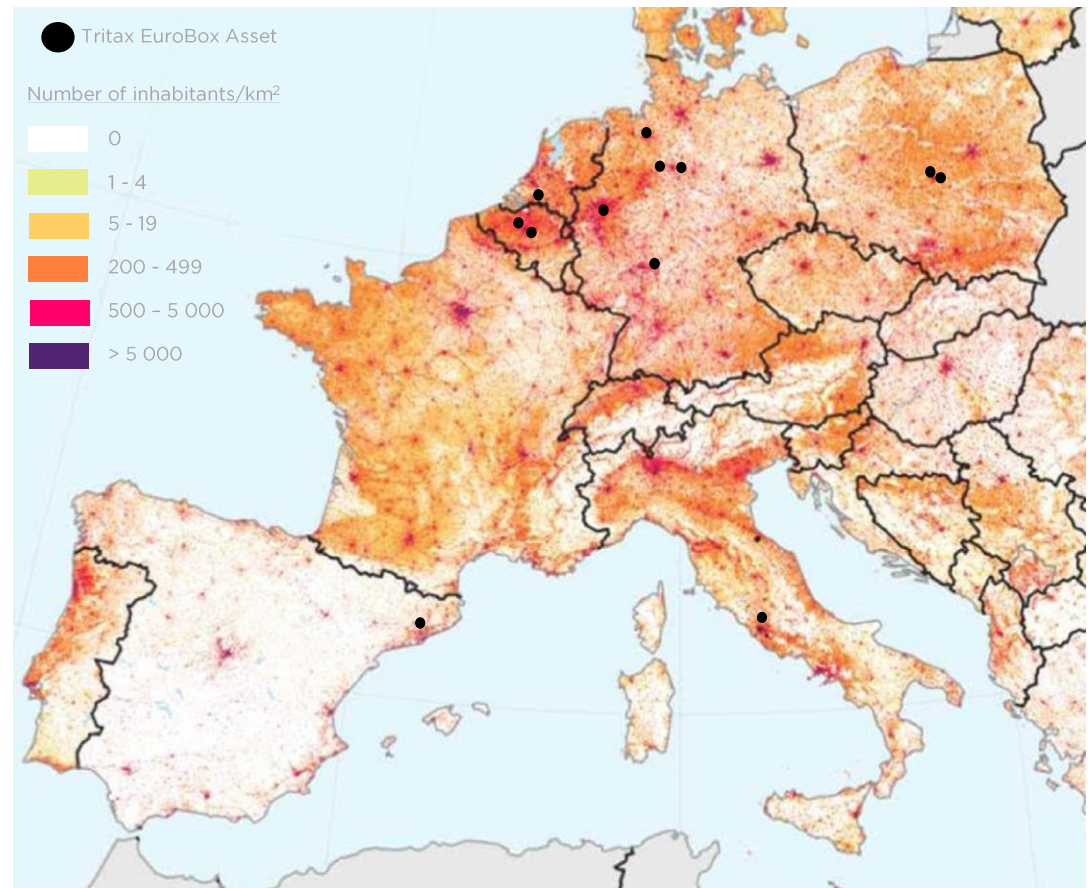 Tritax EuroBox Asset
Number of inhabitants/km²
0
1 - 4
5 - 19
200 - 499
500 – 5 000
> 5 000